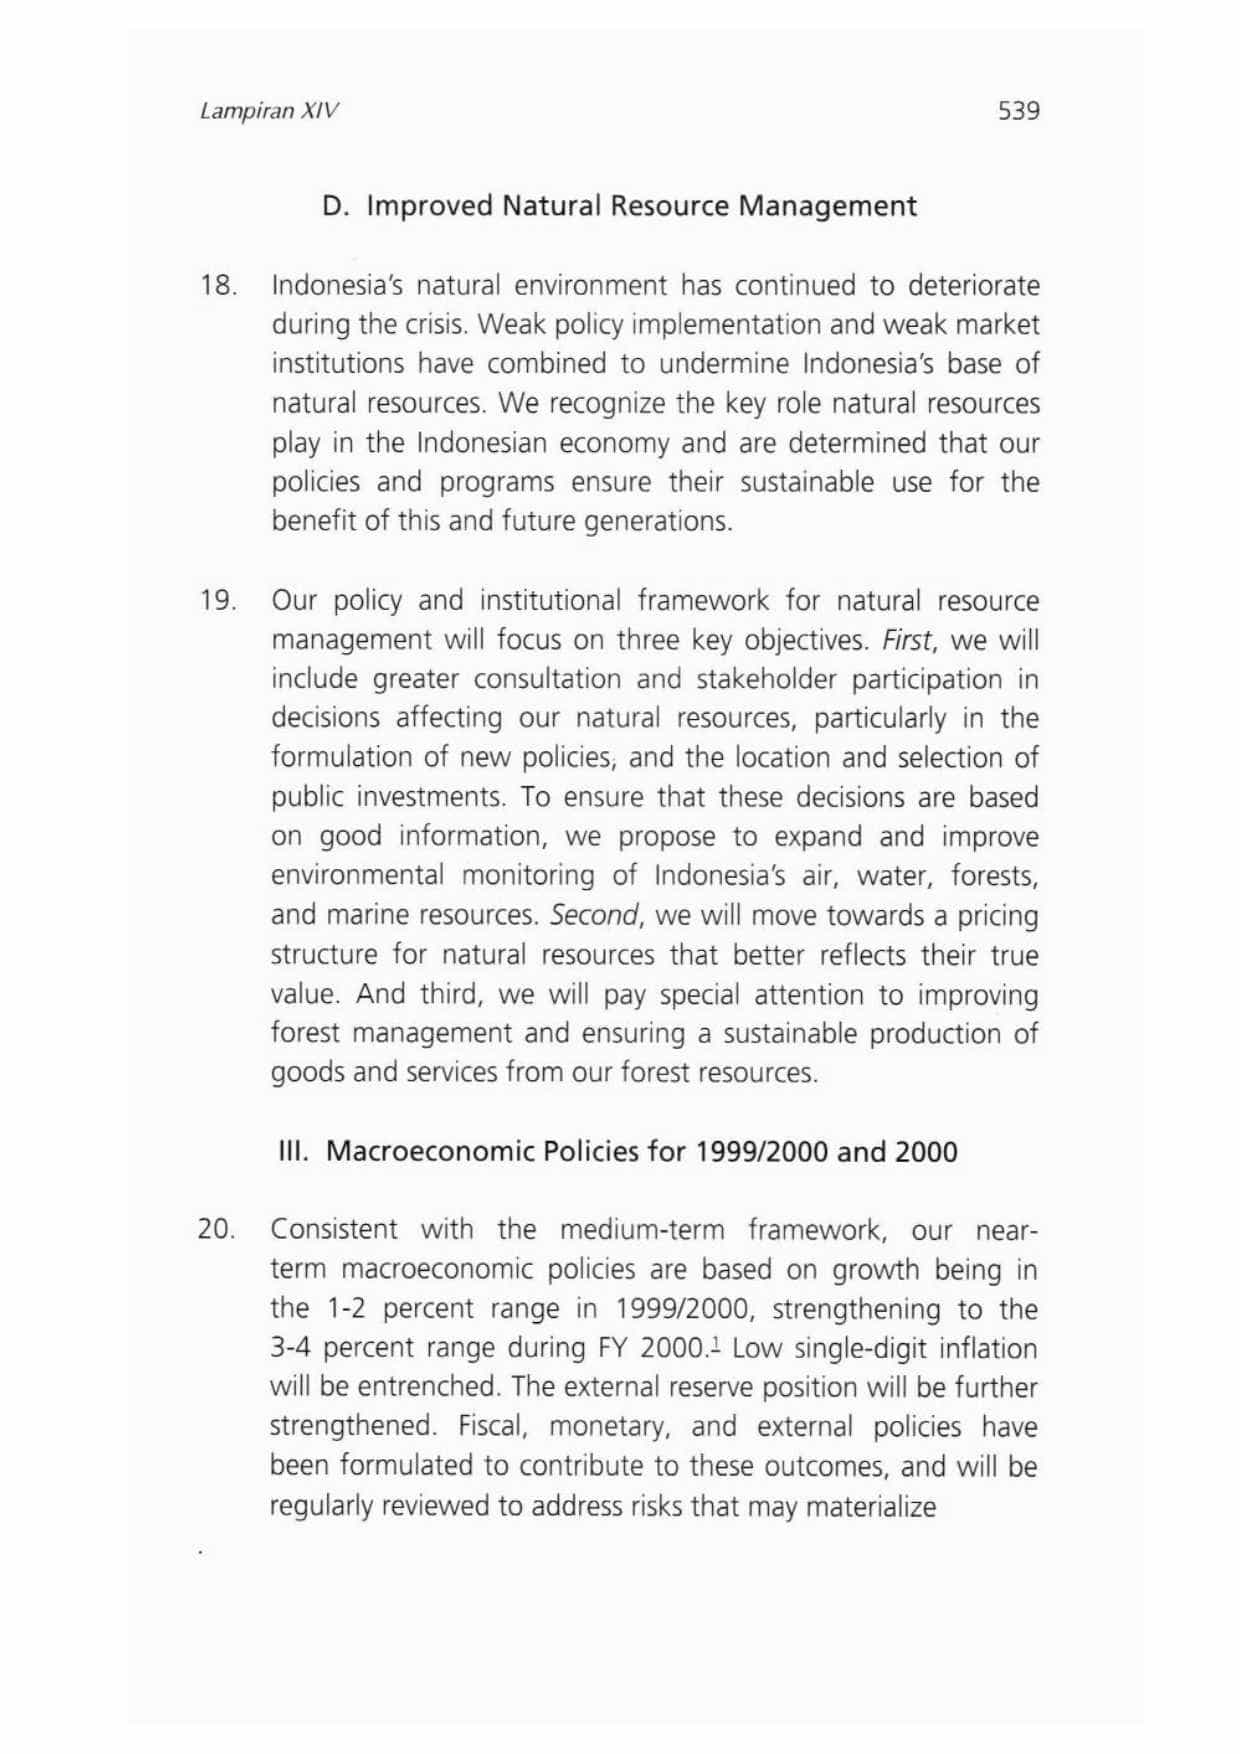 Lampiran XIV 539
D. Improved Natural Resource Management
18. Indonesia's natural environment has continued to deteriorate
during the crisis. Weak policy implementation and weak market
institutions have combined to undermine Indonesia's base of
natural resources. We recognize the key role natural resources
play in the Indonesian economy and are determined that our
policies and programs ensure their sustainable use for the
benefit of this and future generations.
19. Our policy and institutional framework for natural resource
management will focus on three key objectives. First, we will
include greater consultation and stakeholder participation in
decisions affecting our natural resources, particularly in the
formulation of new policies, and the location and selection of
public investments. To ensure that these decisions are based
on good information, we propose to expand and improve
environmental monitoring of Indonesia's air, water, forests,
and marine resources. Second, we will move towards a pricing
structure for natural resources that better reflects their true
value. And third, we will pay special attention to improving
forest management and ensuring a sustainable production of
goods and services from our forest resources.
III. Macroeconomic Policies for 1999/2000 and 2000
20. Consistent with the medium-term framework, our near-
term macroeconomic policies are based on growth being in
the 1-2 percent range in 1999/2000, strengthening to the
3-4 percent range during FY 2000.1 Low single-digit inflation
will be entrenched. The external reserve position will be further
strengthened. Fiscal, monetary, and external policies have
been formulated to contribute to these outcomes, and will be
regularly reviewed to address risks that may materialize
.